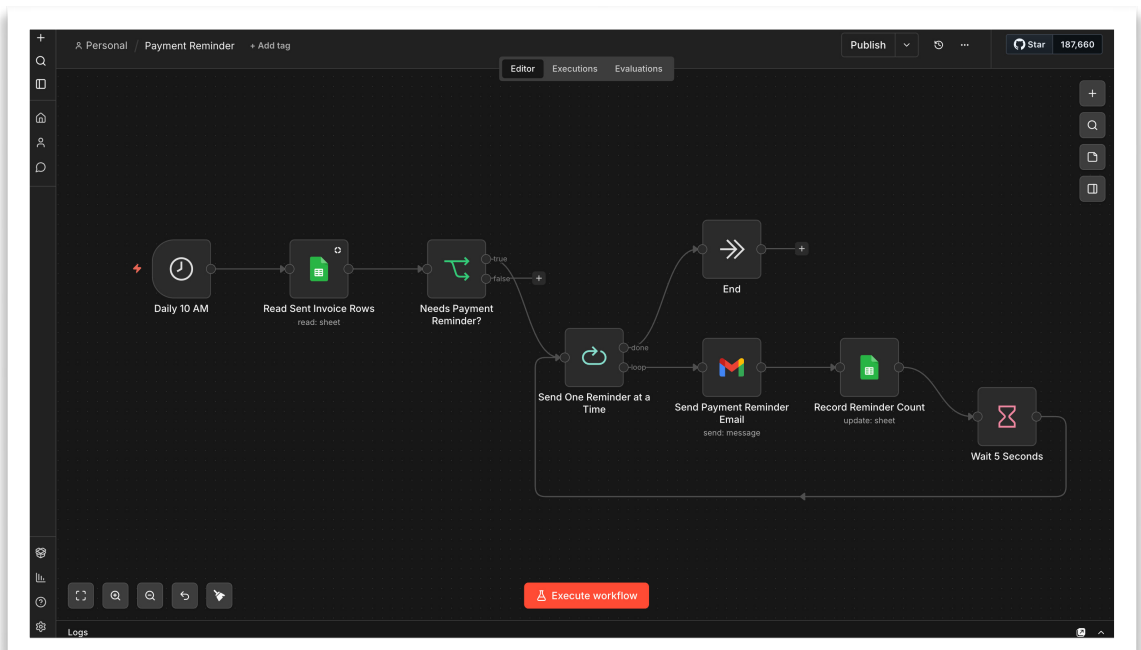 Personal / Payment Reminder + Add tag
Publish
Star 187,660
Editor Executions Evaluations
true
false
Daily 10 AM
Read Sent Invoice Rows
read: sheet
Needs Payment
Reminder?
End
done
loop
Send One Reminder at a
Time
Send Payment Reminder
Email
send: message
Record Reminder Count
update: sheet
Wait 5 Seconds
Execute workflow
Logs